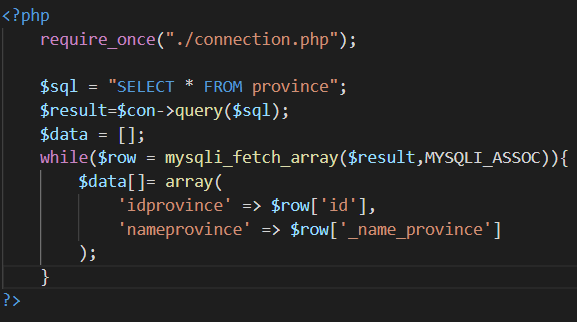 <?php
require_once("./connection.php");
$sql = "SELECT * FROM province";
$result=$con->query($sql);
$data = [];
while($row = mysqli_fetch_array($result,MYSQLI_ASSOC)){
$data[]= array(
'idprovince' => $row['id'],
'nameprovince' => $row['_name_province']
);
}
?>